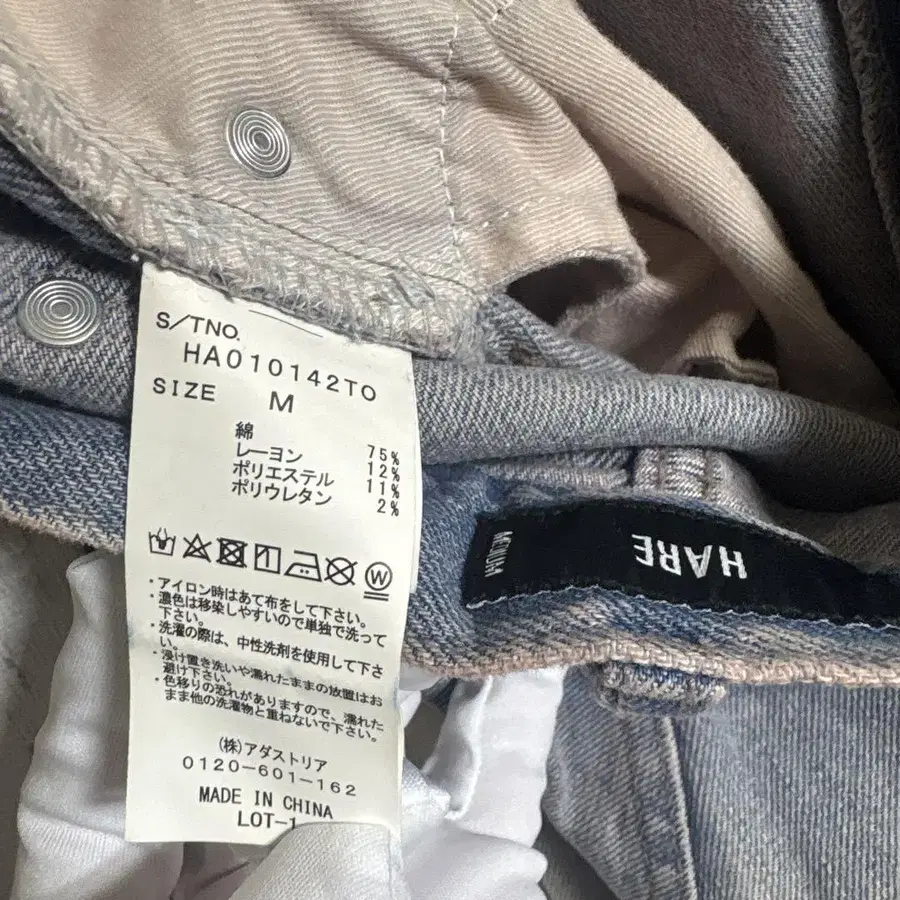 S/TNO.
HA010142TO
SIZE M
綿 75%
レーヨン 12%
ポリエステル 11%
ポリウレタン 2%
W
・アイロン時はあて布をして下さい。
・濃色は移染しやすいので単独で洗って
下さい。
・洗濯の際は、中性洗剤を使用して下さ
い。
・浸け置き洗いや濡れたままの放置はお
避け下さい。
・色移りの恐れがありますので、濡れた
まま他の洗濯物と重ねないで下さい。
(株)アダストリア
0120-601-162
MADE IN CHINA
LOT-1
HARE
MEDIUM